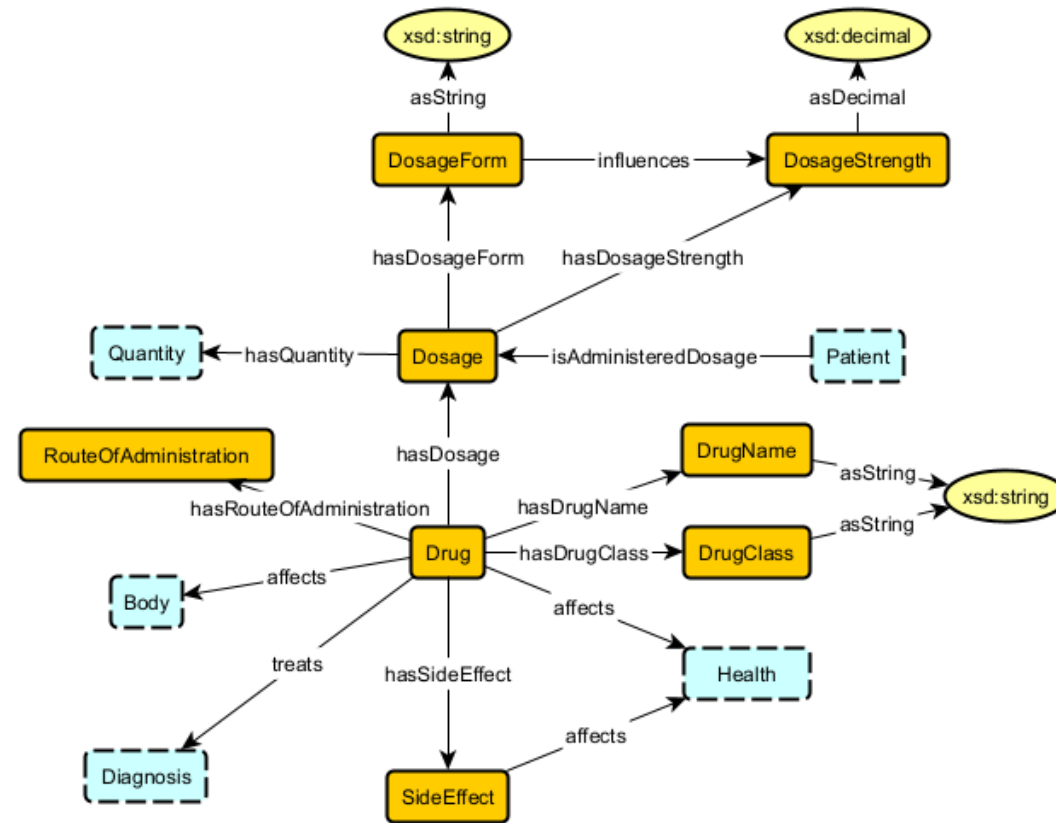 xsd:string
xsd:decimal
asString
asDecimal
DosageForm
influences
DosageStrength
hasDosageForm
hasDosageStrength
Quantity
hasQuantity
Dosage
isAdministeredDosage
Patient
RouteOfAdministration
hasDosage
DrugName
asString
xsd:string
hasRouteOfAdministration
hasDrugName
asString
Drug
hasDrugClass
DrugClass
affects
Body
affects
treats
hasSideEffect
Health
affects
Diagnosis
SideEffect